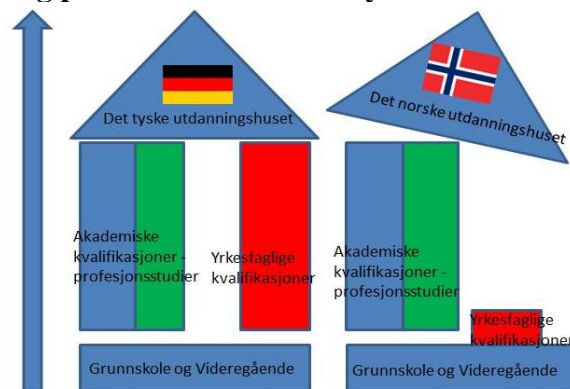 Det tyske utdanningshuset
Det norske utdanningshuset
Akademiske
kvalifikasjoner -
profesjonsstudier
Yrkesfaglige
kvalifikasjoner
Akademiske
kvalifikasjoner -
profesjonsstudier
Yrkesfaglige
kvalifikasjoner
Grunnskole og Videregående
Grunnskole og Videregående